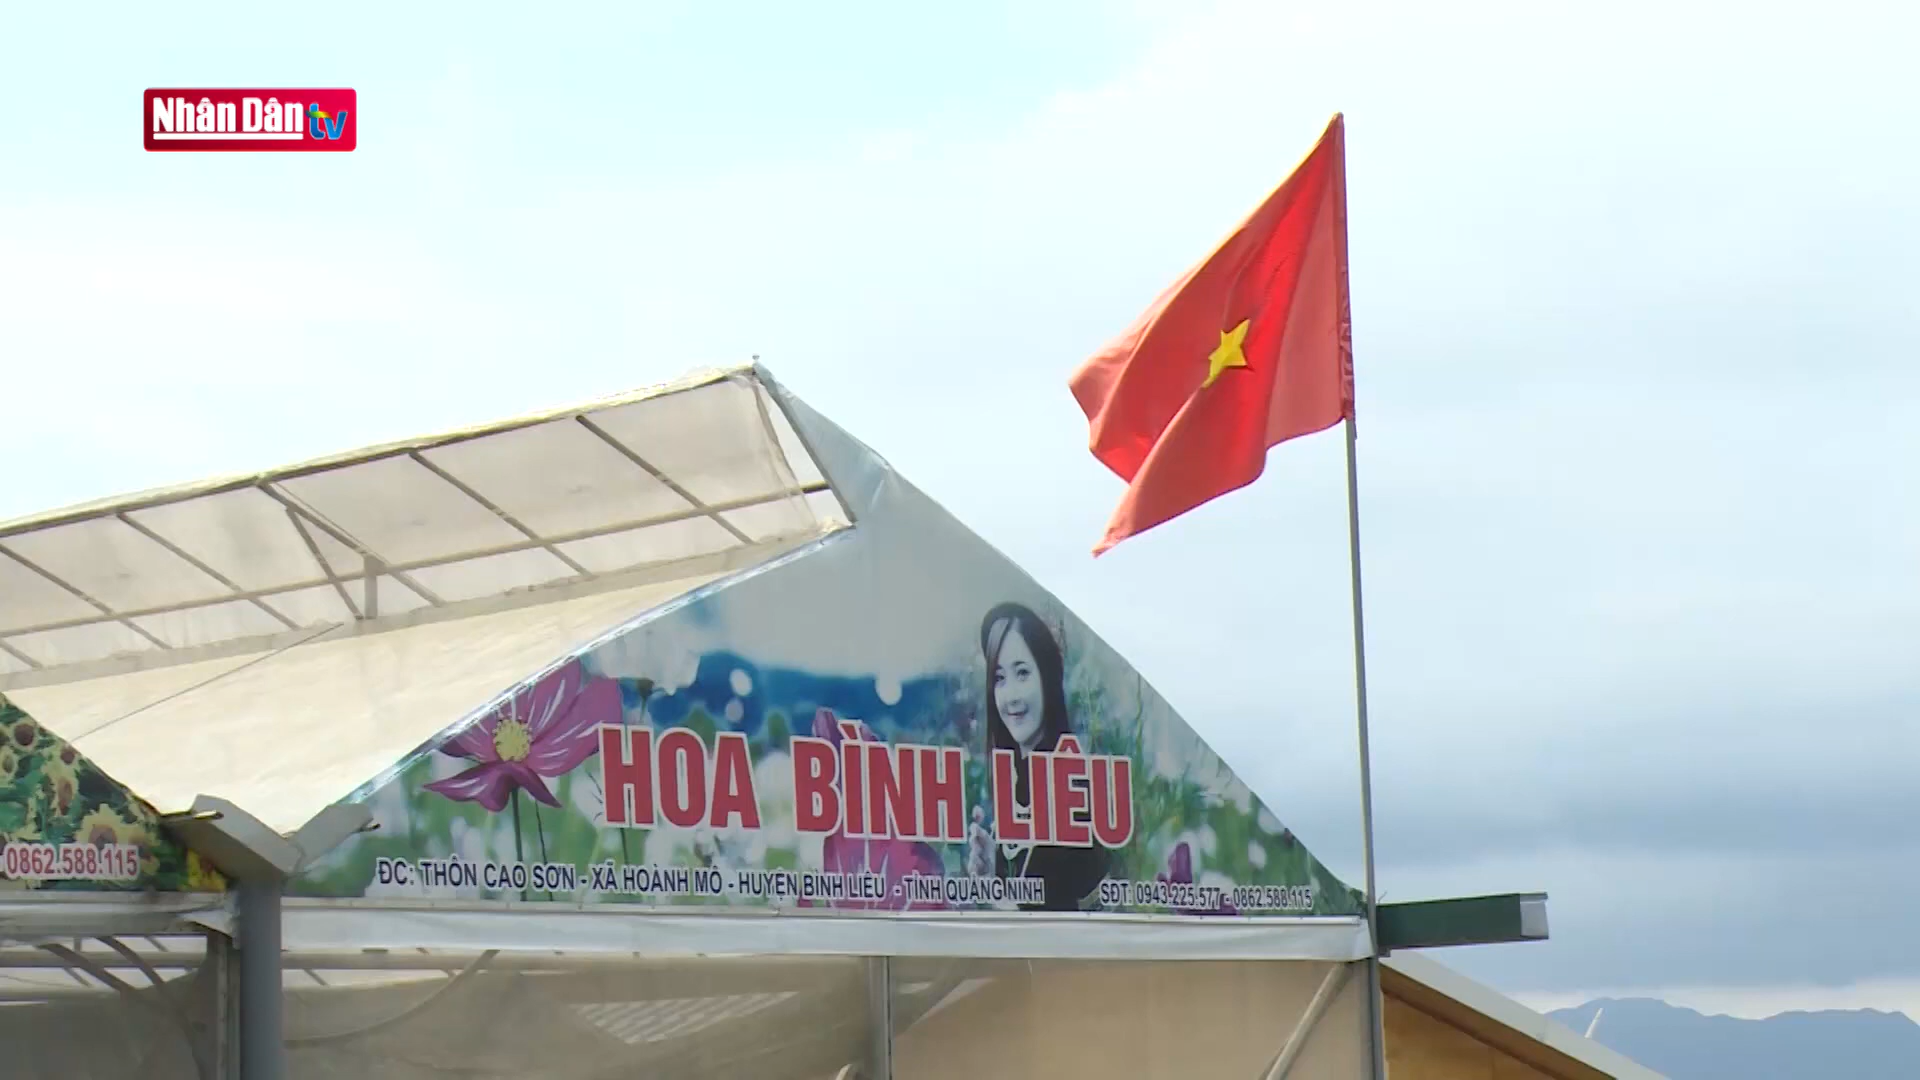 Nhân Dân tv
HOA BÌNH LIÊU
ĐC: THÔN CAO SƠN - XÃ HOÀNH MÔ - HUYỆN BÌNH LIÊU - TỈNH QUẢNG NINH
SĐT: 0943.225.577 - 0862.588.115
0862.588.115